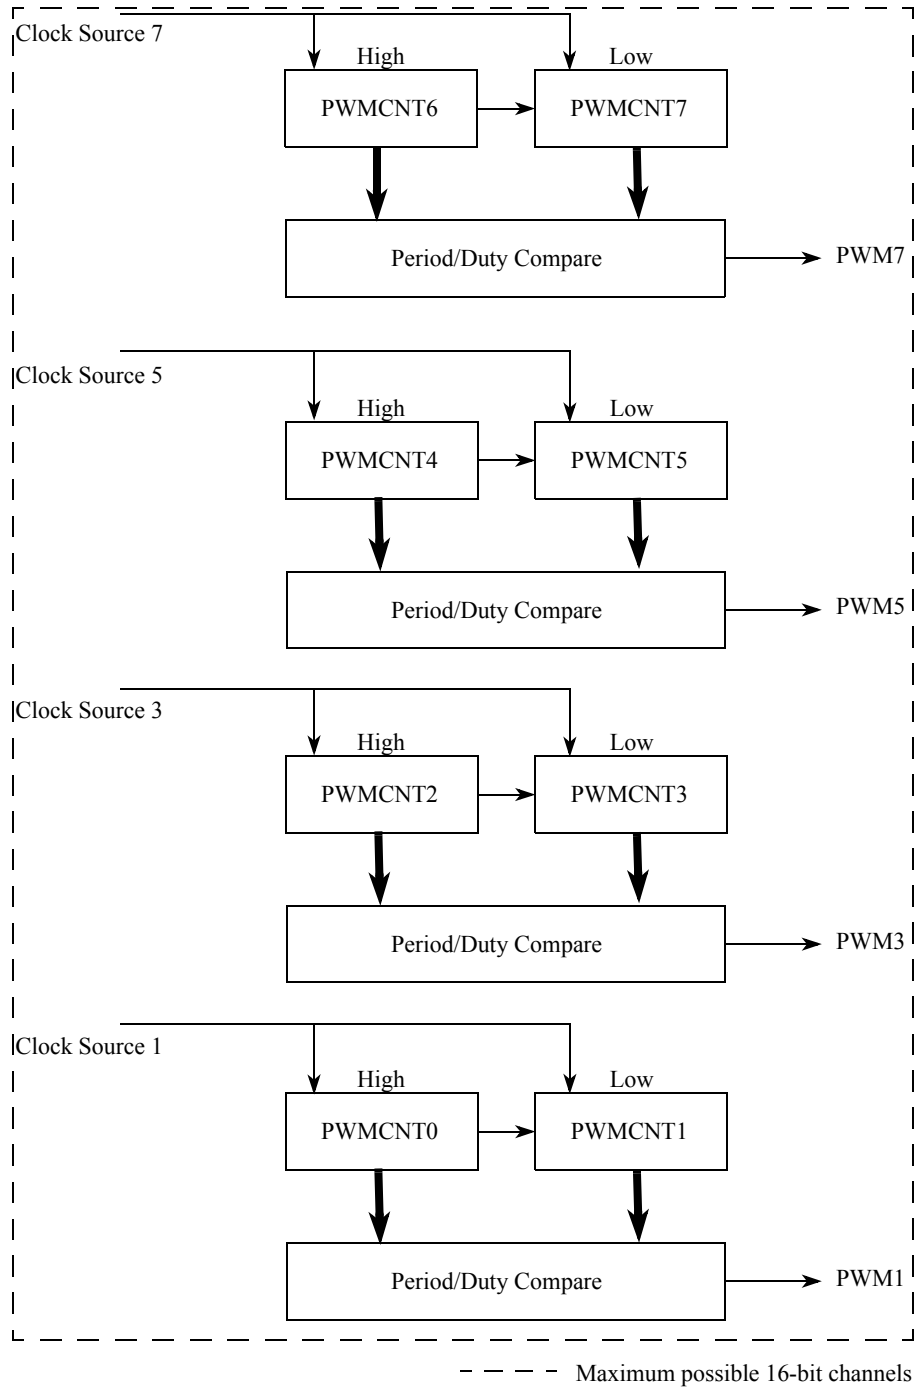 Clock Source 7
High
Low
PWMCNT6
PWMCNT7
Period/Duty Compare
PWM7
Clock Source 5
High
Low
PWMCNT4
PWMCNT5
Period/Duty Compare
PWM5
Clock Source 3
High
Low
PWMCNT2
PWMCNT3
Period/Duty Compare
PWM3
Clock Source 1
High
Low
PWMCNT0
PWMCNT1
Period/Duty Compare
PWM1
Maximum possible 16-bit channels